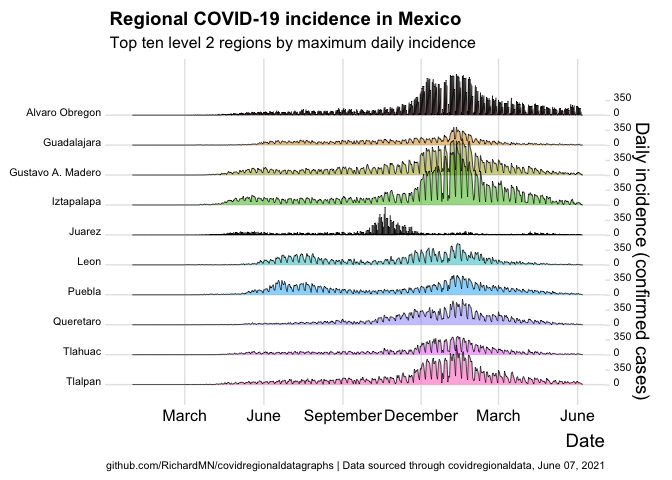 Regional COVID-19 incidence in Mexico
Top ten level 2 regions by maximum daily incidence
Alvaro Obregon
350
0
Guadalajara
350
0
Gustavo A. Madero
350
0
Iztapalapa
350
0
Juarez
350
0
Leon
350
0
Puebla
350
0
Queretaro
350
0
Tlahuac
350
0
Tlalpan
350
0
Daily incidence (confirmed cases)
March June September December March June
Date
github.com/RichardMN/covidregionaldatagraphs | Data sourced through covidregionaldata, June 07, 2021